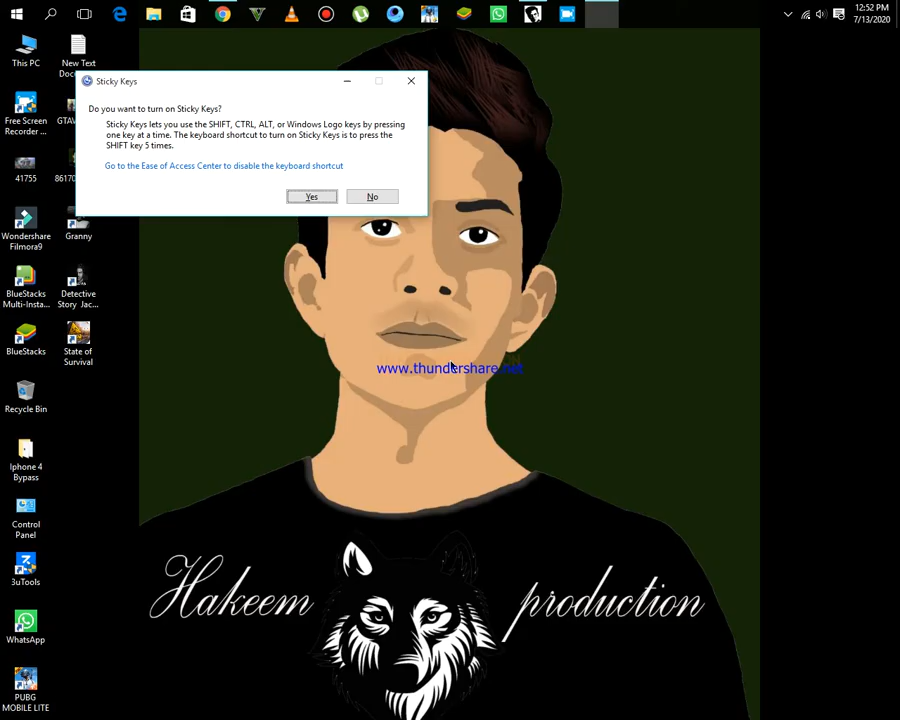 12:52 PM
7/13/2020
This PC
New Text
Docu...
Sticky Keys
Do you want to turn on Sticky Keys?
Sticky Keys lets you use the SHIFT, CTRL, ALT, or Windows Logo keys by pressing
one key at a time. The keyboard shortcut to turn on Sticky Keys is to press the
SHIFT key 5 times.
Go to the Ease of Access Center to disable the keyboard shortcut
Yes
No
Free Screen
Recorder ...
GTAV
41755
86170
Wondershare
Filmora9
Granny
BlueStacks
Multi-Insta...
Detective
Story Jac...
BlueStacks
State of
Survival
www.thundershare.net
Recycle Bin
Iphone 4
Bypass
Control
Panel
3uTools
WhatsApp
PUBG
MOBILE LITE
Hakeem production